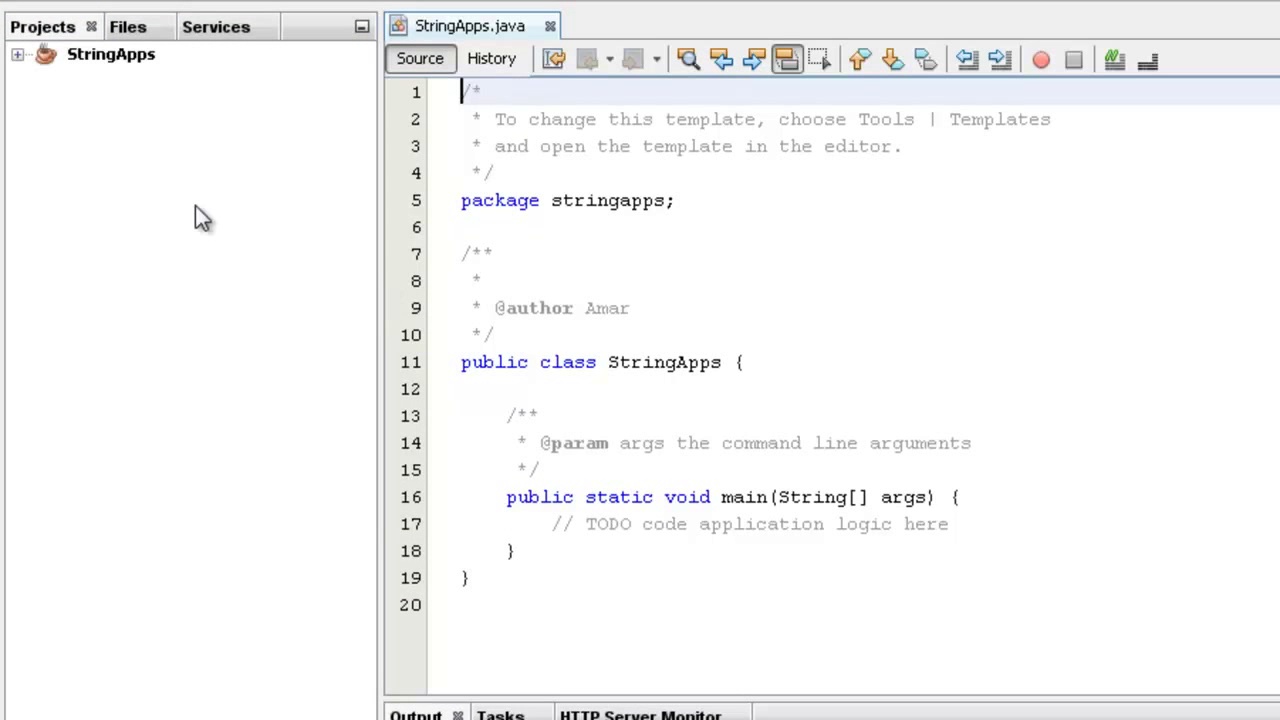 Projects Files Services
StringApps
StringApps.java
Source History
1 /*
2 * To change this template, choose Tools | Templates
3 * and open the template in the editor.
4 */
5 package stringapps;
6
7 /**
8 *
9 * @author Amar
10 */
11 public class StringApps {
12
13 /**
14 * @param args the command line arguments
15 */
16 public static void main(String[] args) {
17 // TODO code application logic here
18 }
19 }
20
Output Tasks HTTP Server Monitor